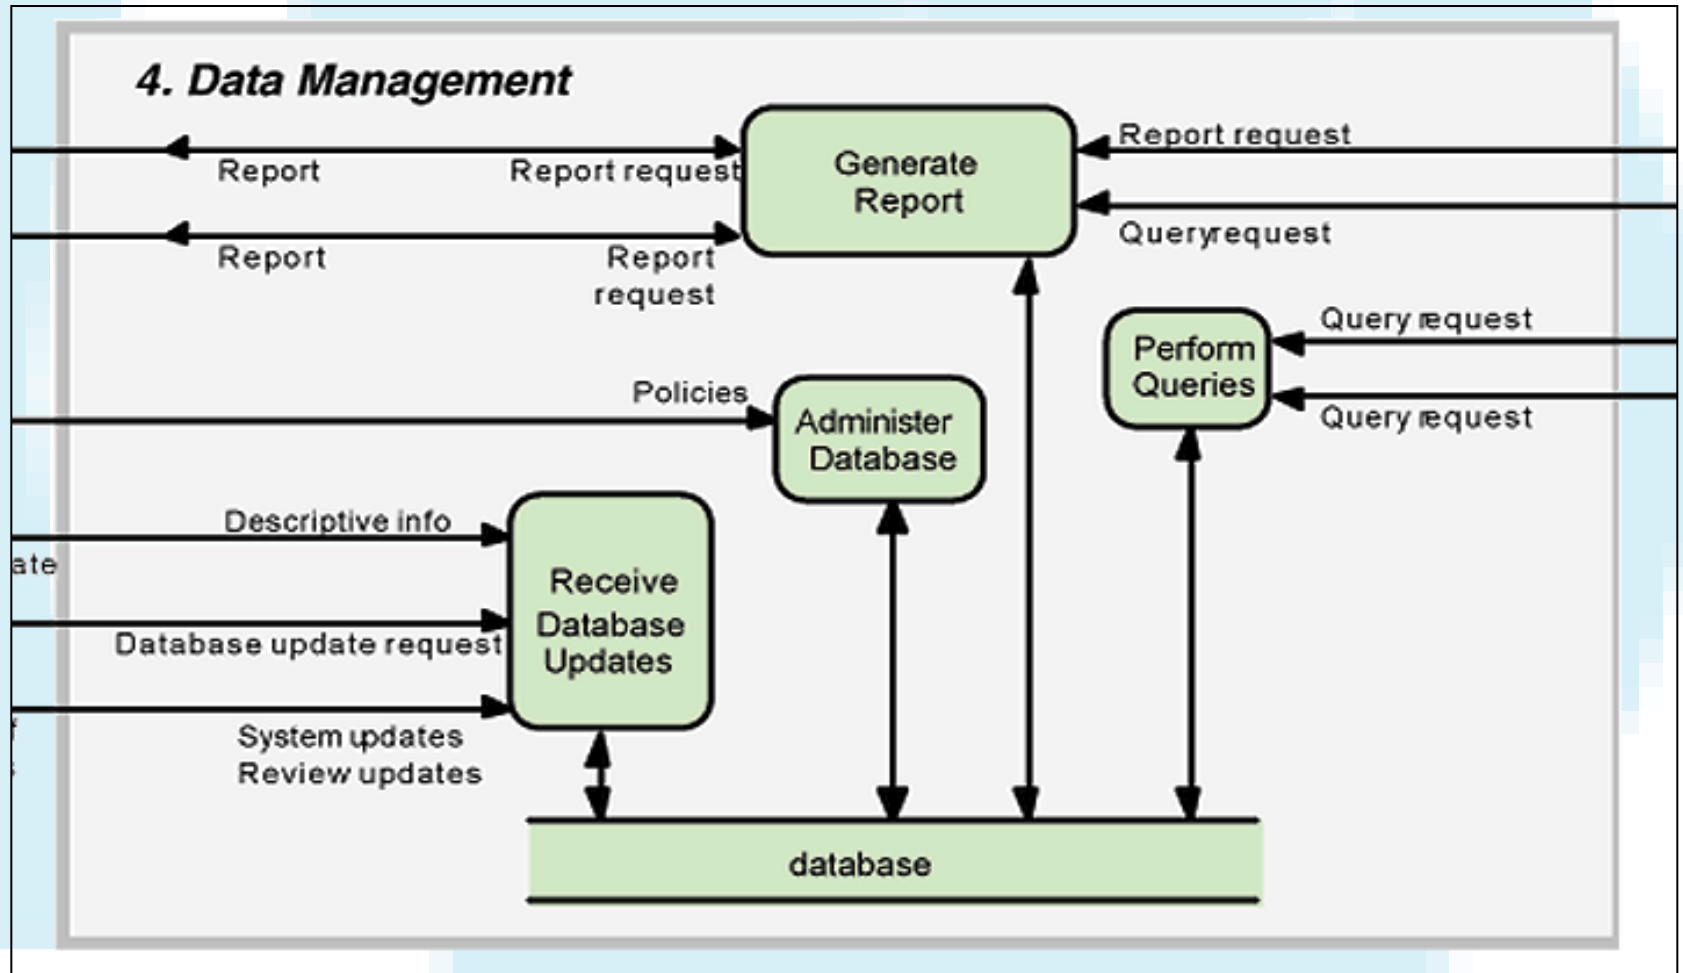 4. Data Management
Report request
Report
Report request
Generate
Report
Queryrequest
Report
Report
request
Query request
Perform
Queries
Query request
Policies
Administer
Database
Descriptive info
ate
Receive
Database
Updates
Database update request
System updates
Review updates
database